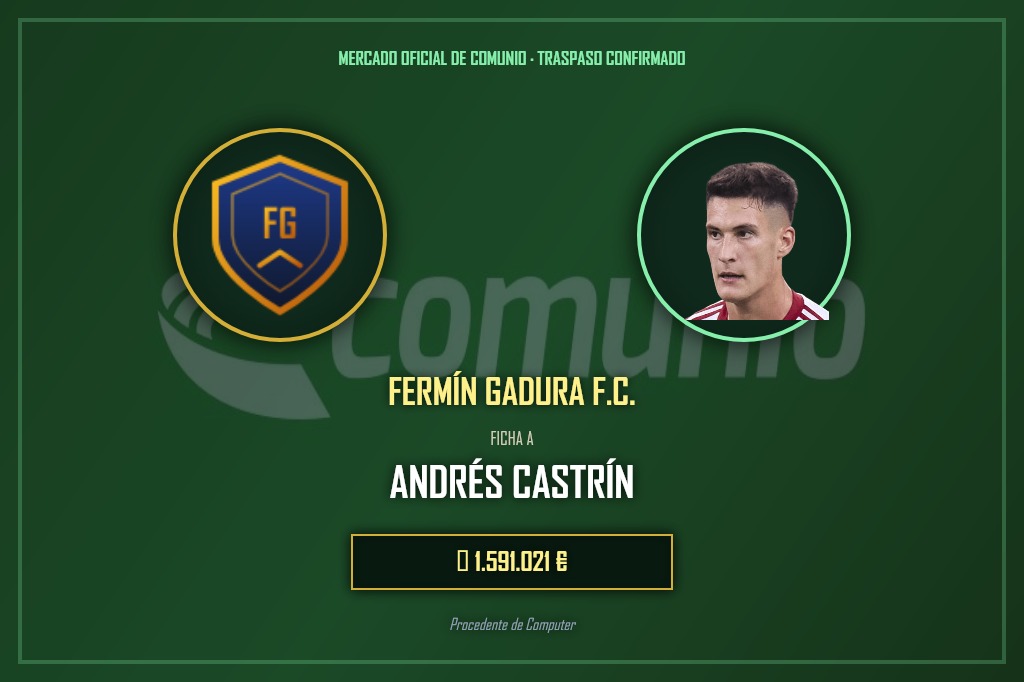 MERCADO OFICIAL DE COMUNIO · TRASPASO CONFIRMADO
FG
comunio
FERMÍN GADURA F.C.
FICHA A
ANDRÉS CASTRÍN
1.591.021 €
Procedente de Computer